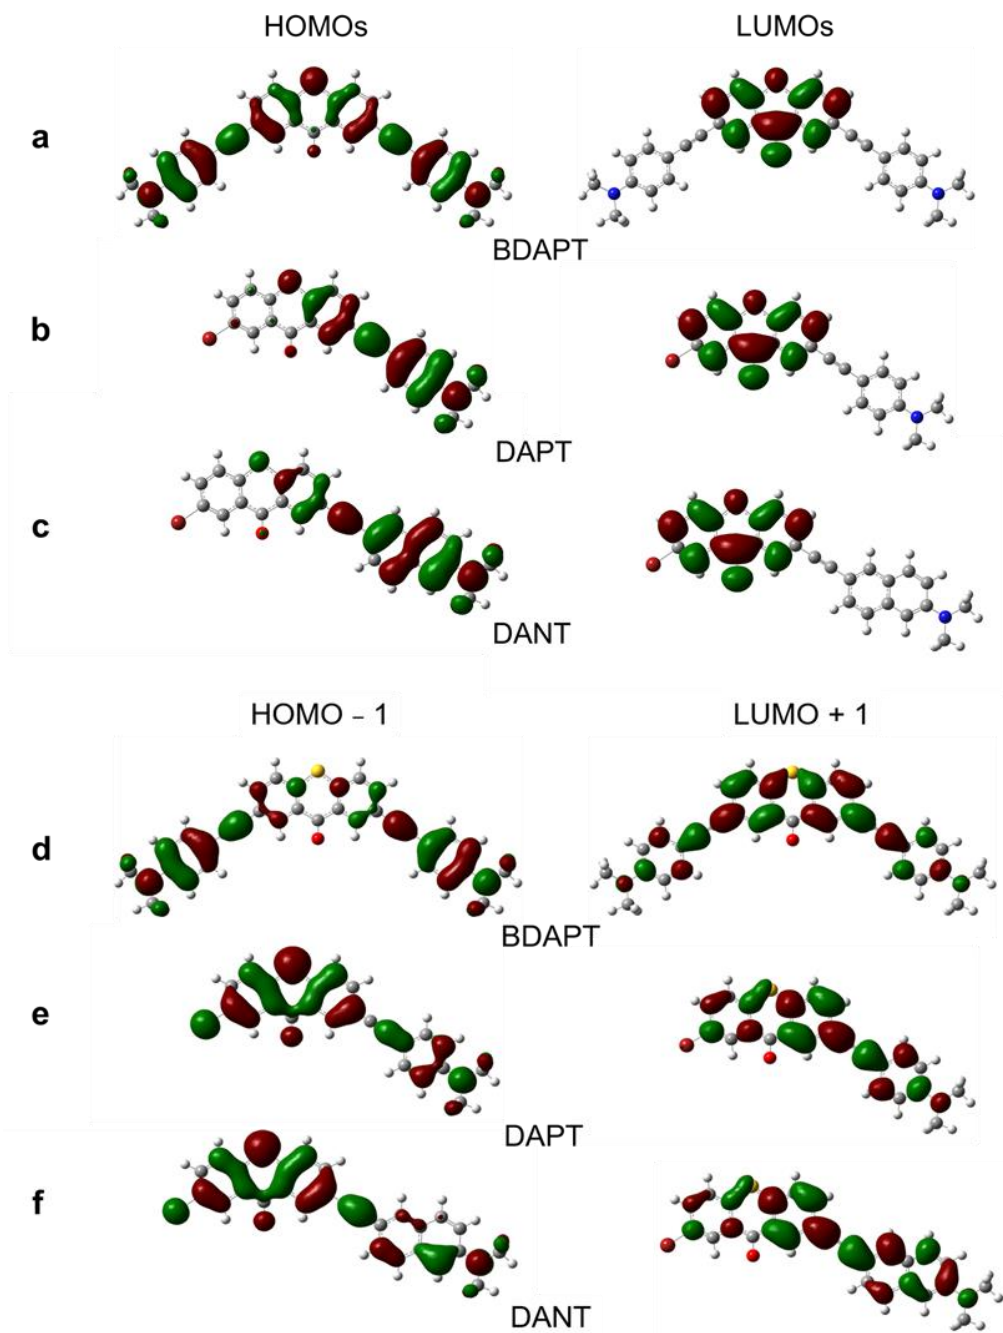 HOMOs LUMOs
a
BDAPT
b
DAPT
c
DANT
HOMO – 1 LUMO + 1
d
BDAPT
e
DAPT
f
DANT